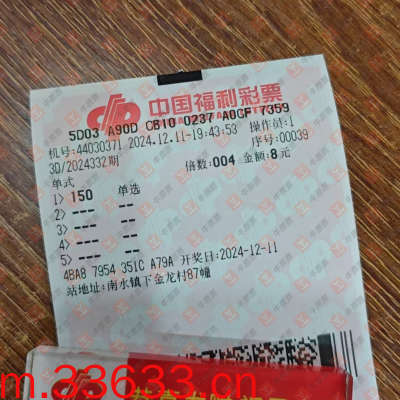 中国福利彩票
5D03 A90D CB10 0237 A0CF 7359
机号:44030371 2024.12.11-19:43:53 操作员:1
3D/2024332期 序号:00039
单式 倍数:004 金额:8元
1> 150 单选
2> ---
3> ---
4> ---
5> ---
4BA8 7954 351C A79A 开奖日:2024-12-11
站地址:南水镇下金龙村87幢
m.33633.cn